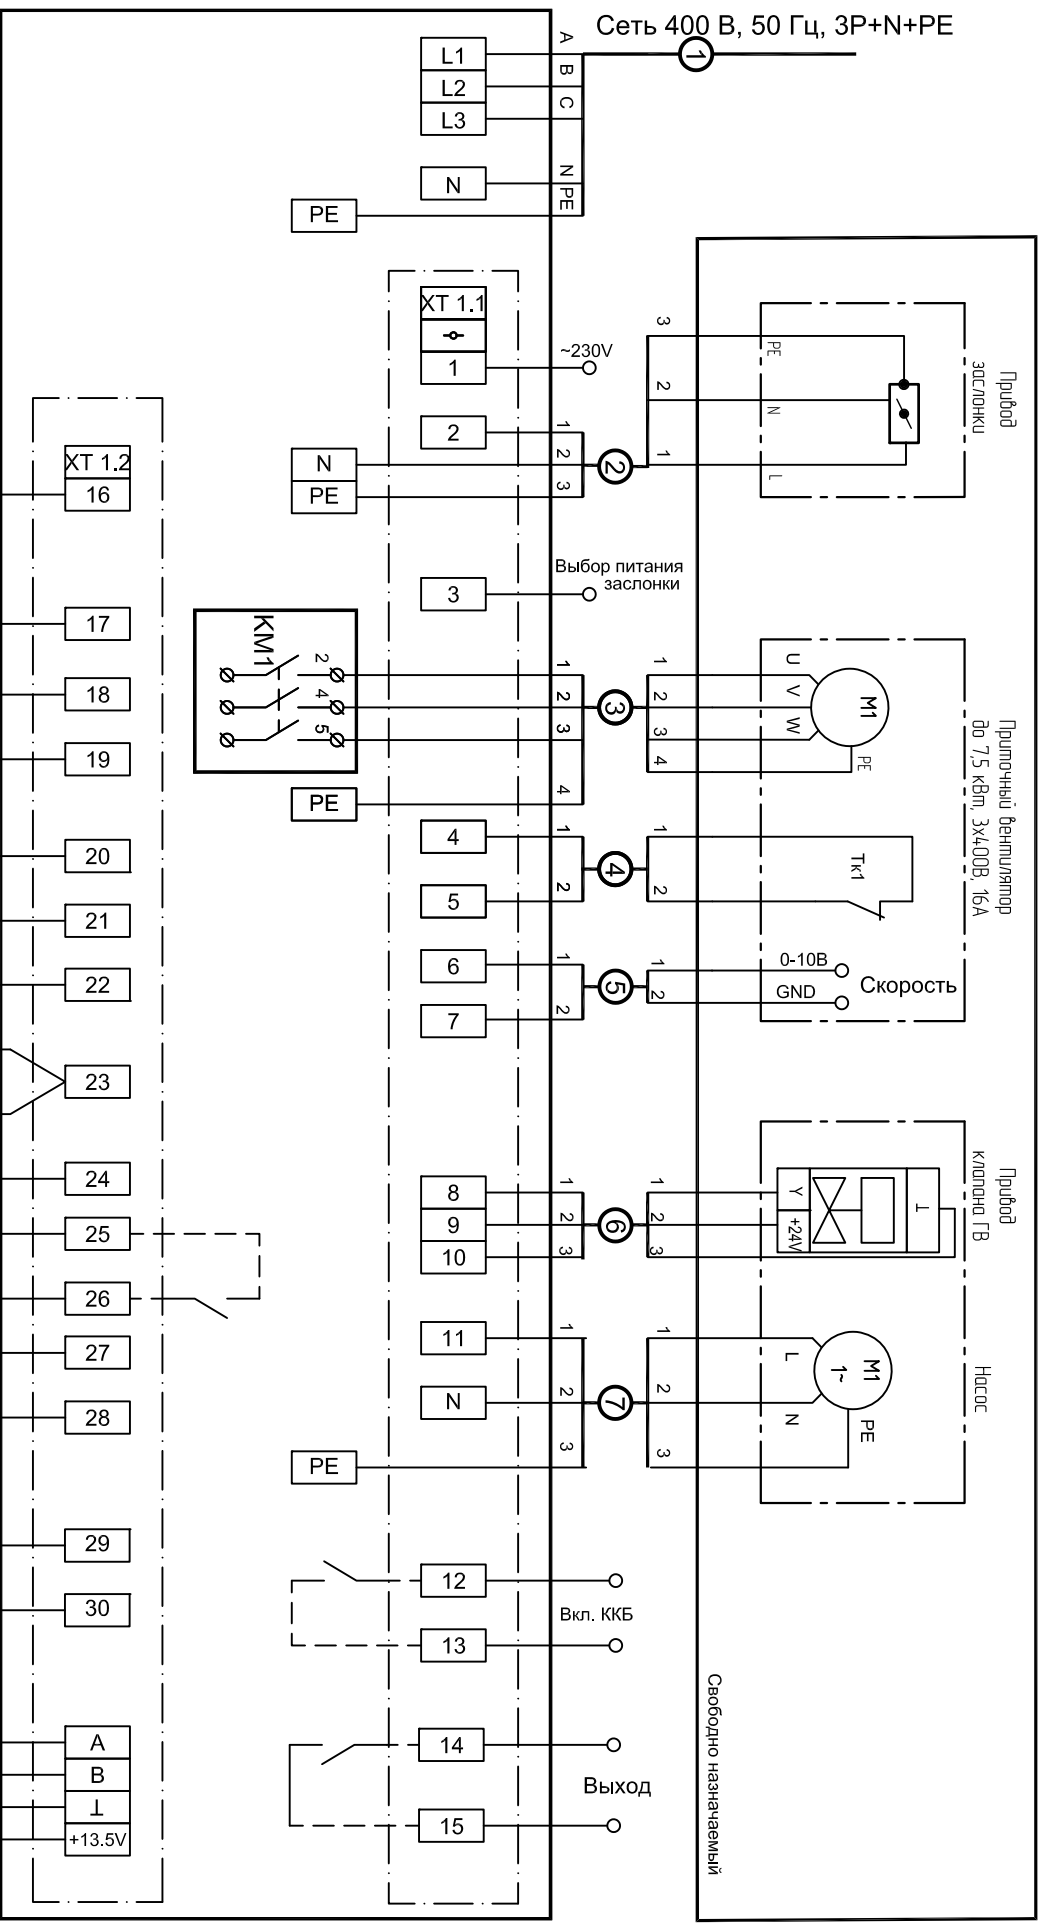 Сеть 400 В, 50 Гц, 3P+N+PE
1
L1
A
L2
B
L3
C
N
N
PE
PE
XT 1.1
1
~230V
2
1
N
2
PE
3
2
3
2
1
PE
N
L
Привод
заслонки
3
Выбор питания
заслонки
KM1
2
4
5
1
2
3
PE
4
3
1
2
3
4
U
V
W
PE
M1
Приточный вентилятор
до 7,5 кВт, 3х400В, 16А
4
1
5
2
4
1
2
Тк1
6
1
7
2
5
1
2
0-10В
GND
Скорость
8
1
9
2
10
3
6
1
2
3
Y
+24V
⊥
Привод
клапана ГВ
11
1
N
2
PE
3
7
1
2
3
L
N
PE
M1
1~
Насос
12
13
Вкл. ККБ
14
15
Выход
Свободно назначаемый
XT 1.2
16
17
18
19
20
21
22
23
24
25
26
27
28
29
30
A
B
⊥
+13.5V